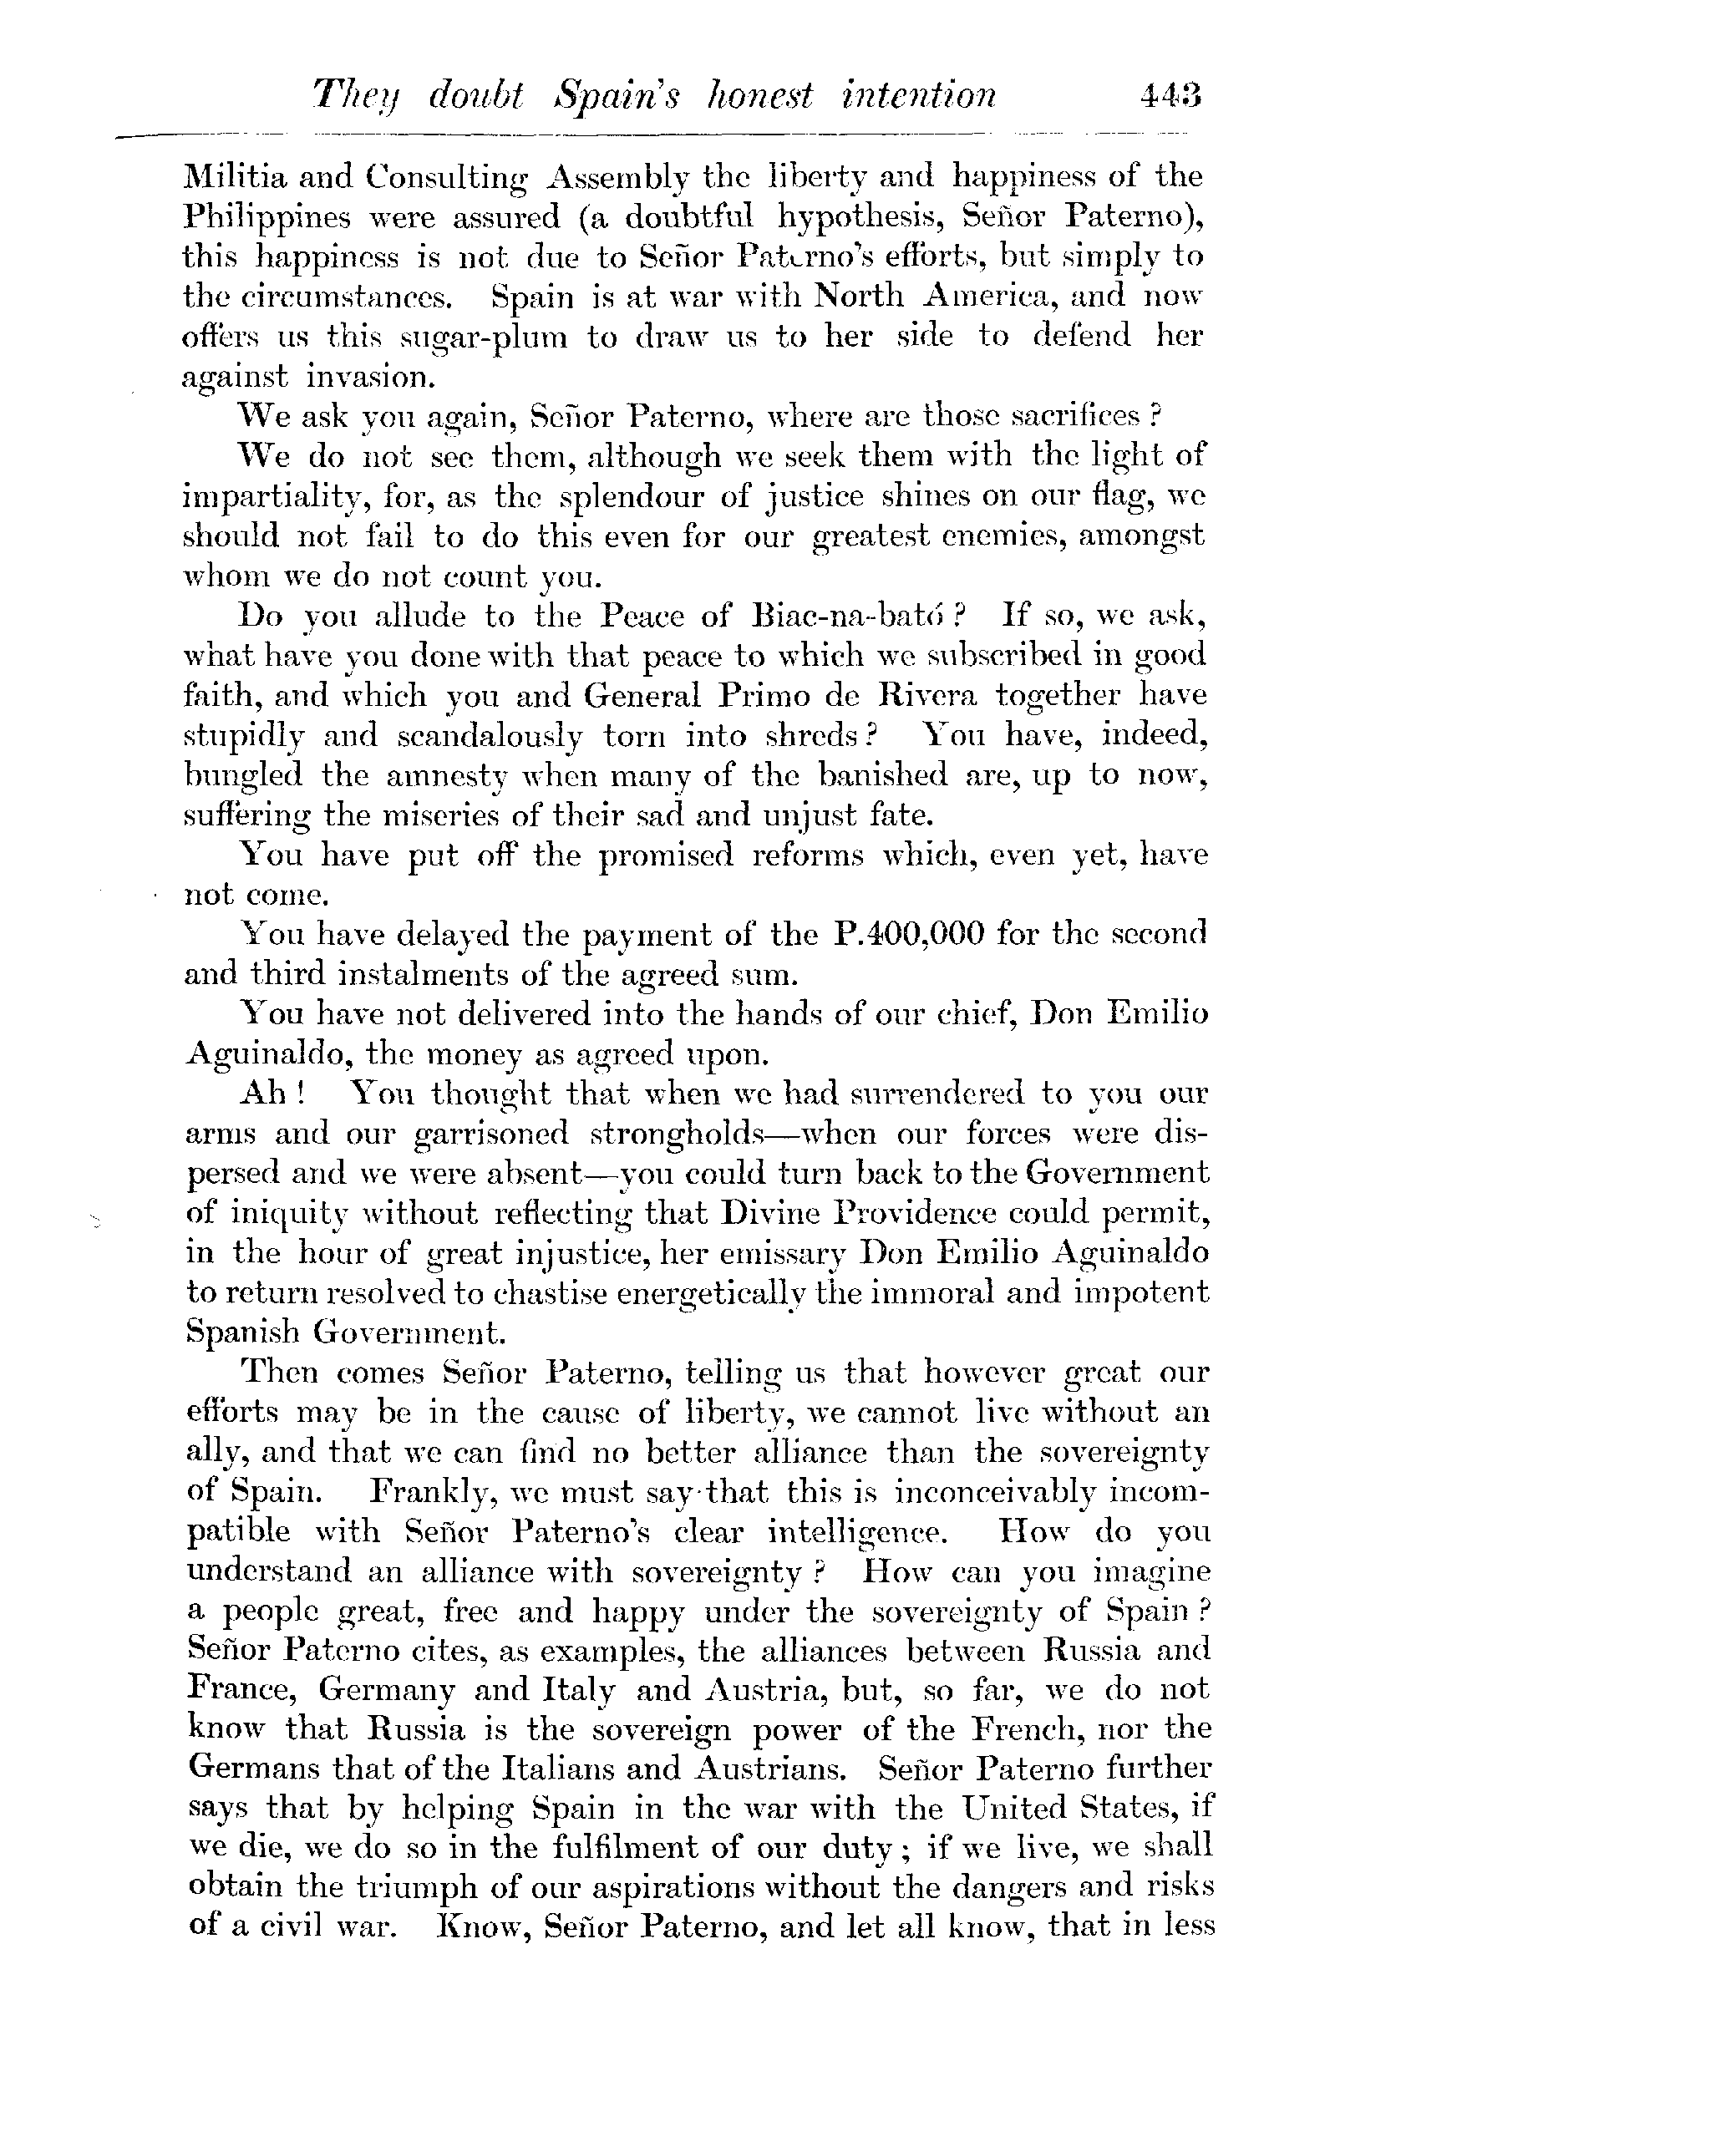 They doubt Spain's honest intention 443
Militia and Consulting Assembly the liberty and happiness of the
Philippines were assured (a doubtful hypothesis, Señor Paterno),
this happiness is not due to Señor Paterno's efforts, but simply to
the circumstances. Spain is at war with North America, and now
offers us this sugar-plum to draw us to her side to defend her
against invasion.
We ask you again, Señor Paterno, where are those sacrifices ?
We do not see them, although we seek them with the light of
impartiality, for, as the splendour of justice shines on our flag, we
should not fail to do this even for our greatest enemies, amongst
whom we do not count you.
Do you allude to the Peace of Biac-na-bató ? If so, we ask,
what have you done with that peace to which we subscribed in good
faith, and which you and General Primo de Rivera together have
stupidly and scandalously torn into shreds ? You have, indeed,
bungled the amnesty when many of the banished are, up to now,
suffering the miseries of their sad and unjust fate.
You have put off the promised reforms which, even yet, have
not come.
You have delayed the payment of the P.400,000 for the second
and third instalments of the agreed sum.
You have not delivered into the hands of our chief, Don Emilio
Aguinaldo, the money as agreed upon.
Ah ! You thought that when we had surrendered to you our
arms and our garrisoned strongholds—when our forces were dis-
persed and we were absent—you could turn back to the Government
of iniquity without reflecting that Divine Providence could permit,
in the hour of great injustice, her emissary Don Emilio Aguinaldo
to return resolved to chastise energetically the immoral and impotent
Spanish Government.
Then comes Señor Paterno, telling us that however great our
efforts may be in the cause of liberty, we cannot live without an
ally, and that we can find no better alliance than the sovereignty
of Spain. Frankly, we must say that this is inconceivably incom-
patible with Señor Paterno's clear intelligence. How do you
understand an alliance with sovereignty ? How can you imagine
a people great, free and happy under the sovereignty of Spain ?
Señor Paterno cites, as examples, the alliances between Russia and
France, Germany and Italy and Austria, but, so far, we do not
know that Russia is the sovereign power of the French, nor the
Germans that of the Italians and Austrians. Señor Paterno further
says that by helping Spain in the war with the United States, if
we die, we do so in the fulfilment of our duty ; if we live, we shall
obtain the triumph of our aspirations without the dangers and risks
of a civil war. Know, Señor Paterno, and let all know, that in less